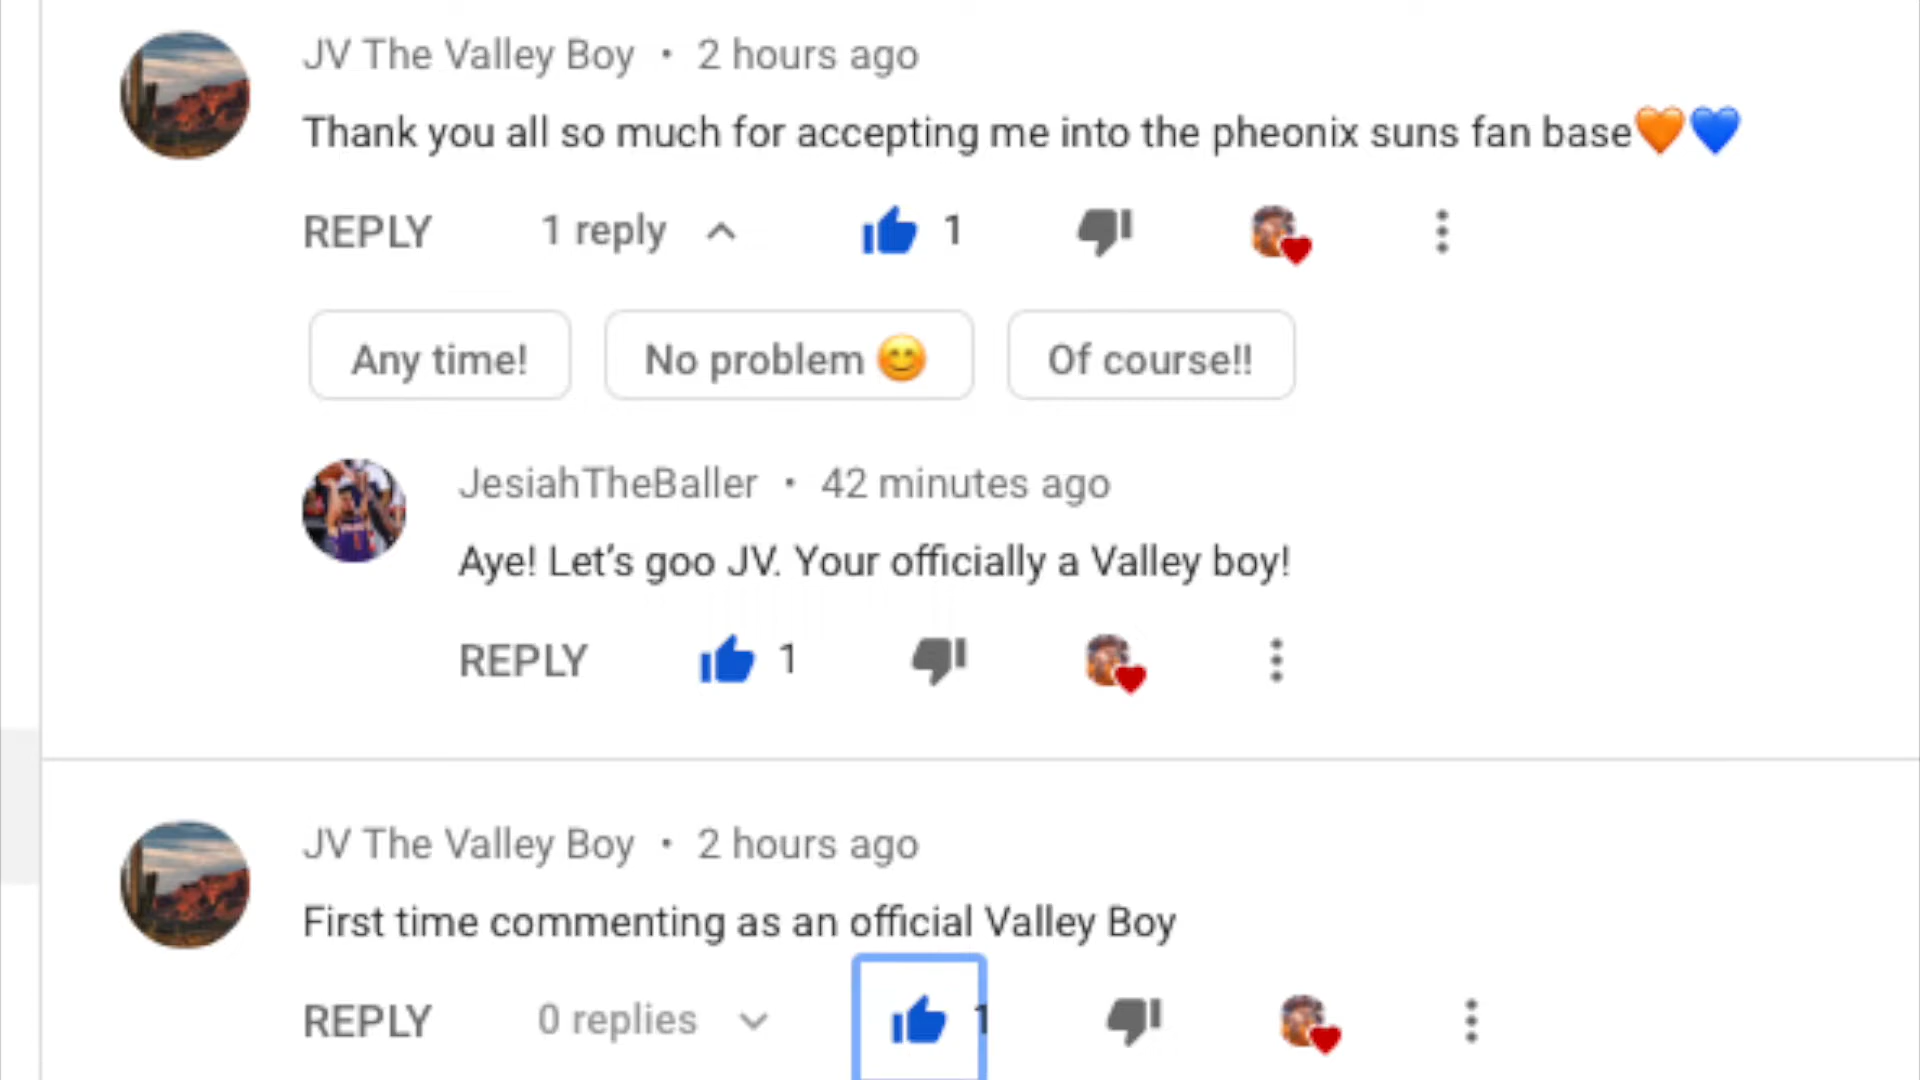 JV The Valley Boy • 2 hours ago
Thank you all so much for accepting me into the pheonix suns fan base🧡💙
REPLY 1 reply 1
Any time! No problem 😊 Of course!!
JesiahTheBaller • 42 minutes ago
Aye! Let’s goo JV. Your officially a Valley boy!
REPLY 1
JV The Valley Boy • 2 hours ago
First time commenting as an official Valley Boy
REPLY 0 replies 1